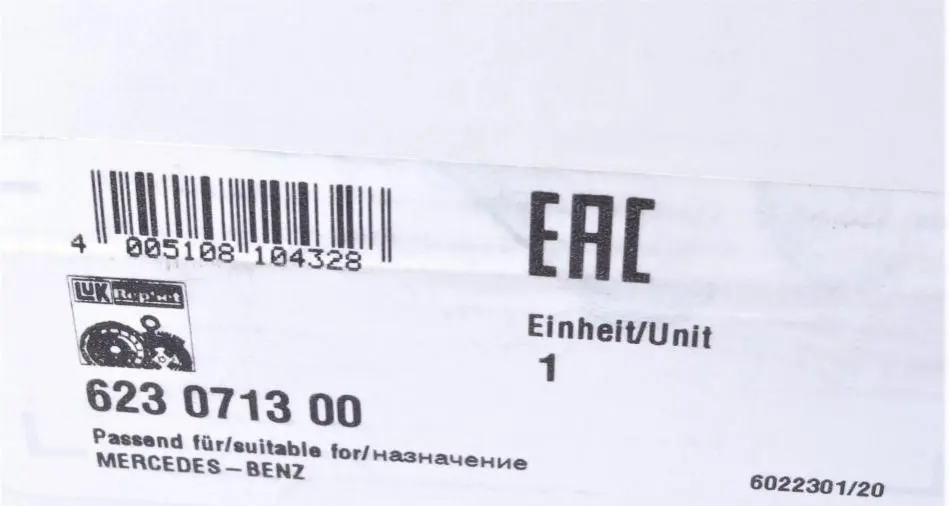 4 005108 104328
EAC
LUK RepSet
Einheit/Unit
1
623 0713 00
Passend für/suitable for/назначение
MERCEDES-BENZ
6022301/20